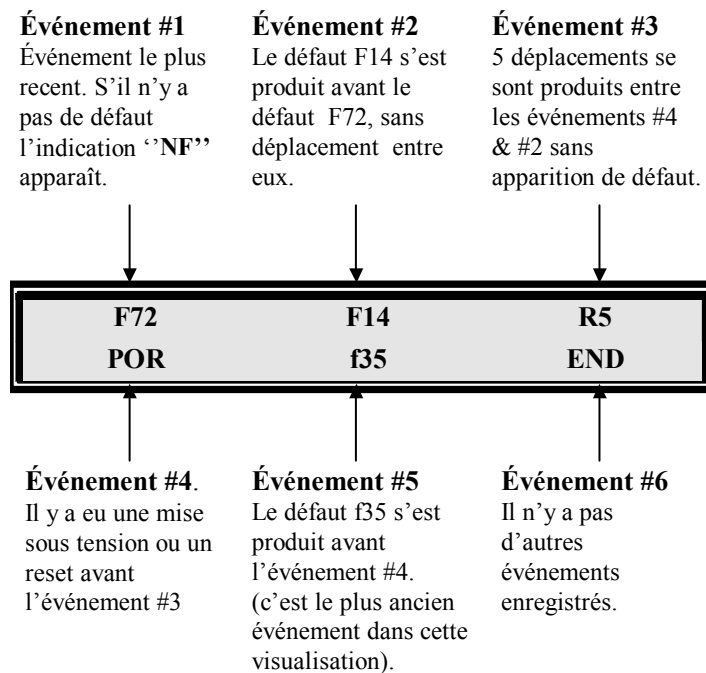 Événement #1
Événement le plus
recent. S'il n'y a
pas de défaut
l'indication ‘‘NF’’
apparaît.
Événement #2
Le défaut F14 s'est
produit avant le
défaut F72, sans
déplacement entre
eux.
Événement #3
5 déplacements se
sont produits entre
les événements #4
& #2 sans
apparition de défaut.
F72 F14 R5
POR f35 END
Événement #4.
Il y a eu une mise
sous tension ou un
reset avant
l'événement #3
Événement #5
Le défaut f35 s'est
produit avant
l'événement #4.
(c'est le plus ancien
événement dans cette
visualisation).
Événement #6
Il n'y a pas
d'autres
événements
enregistrés.